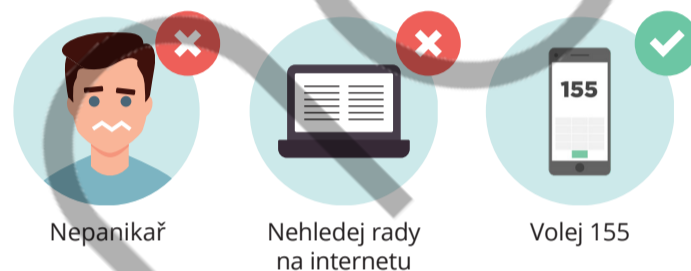 155
Nepanikař
Nehledej rady
na internetu
Volej 155